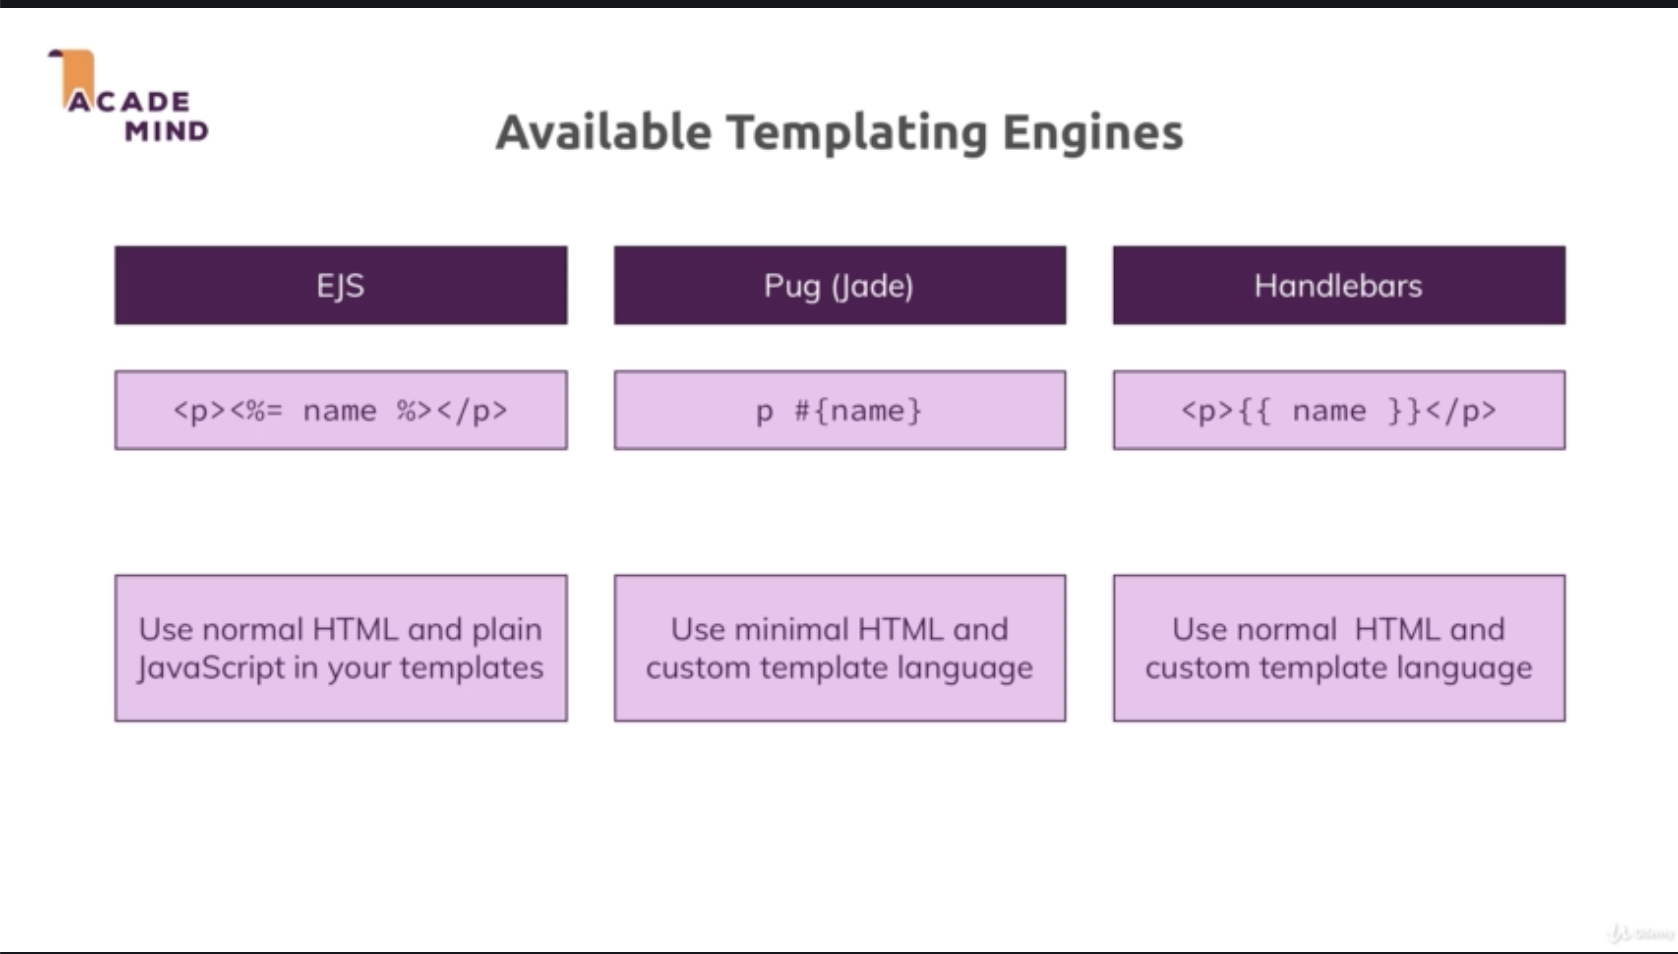 ACADE
MIND
Available Templating Engines
EJS
Pug (Jade)
Handlebars
<p><%= name %></p>
p #{name}
<p>{{ name }}</p>
Use normal HTML and plain
JavaScript in your templates
Use minimal HTML and
custom template language
Use normal  HTML and
custom template language
Udemy